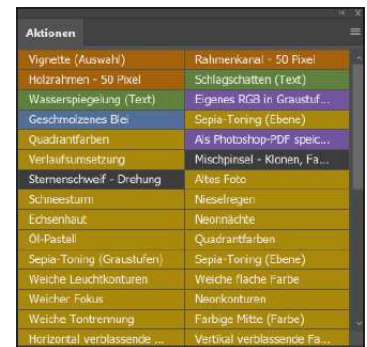 Aktionen
Vignette (Auswahl) Rahmenkanal - 50 Pixel
Holzrahmen - 50 Pixel Schlagschatten (Text)
Wasserspiegelung (Text) Eigenes RGB in Graustuf...
Geschmolzenes Blei Sepia-Toning (Ebene)
Quadrantfarben Als Photoshop-PDF speic...
Verlaufsumsetzung Mischpinsel - Klonen, Fa...
Sternenschweif - Drehung Altes Foto
Schneesturm Nieselregen
Echsenhaut Neonnächte
Öl-Pastell Quadrantfarben
Sepia-Toning (Graustufen) Sepia-Toning (Ebene)
Weiche Leuchtkonturen Weiche flache Farbe
Weicher Fokus Neonkonturen
Weiche Tontrennung Farbige Mitte (Farbe)
Horizontal verblassende ... Vertikal verblassende Fa...